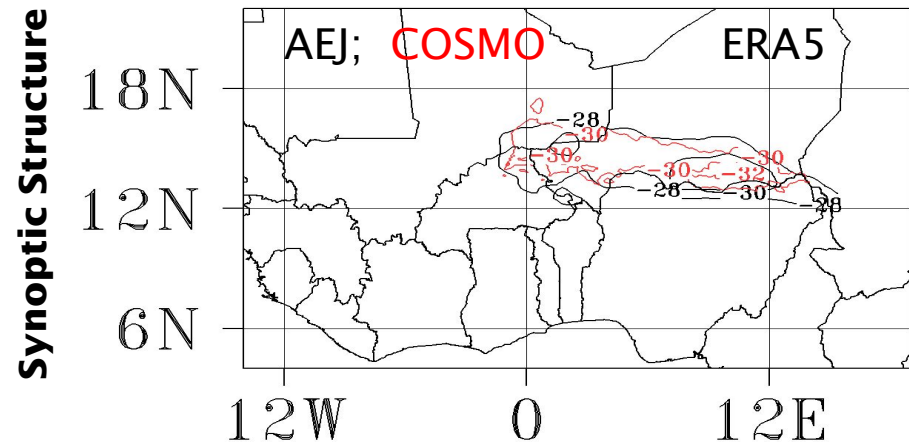 Synoptic Structure
AEJ; COSMO ERA5
18N
12N
6N
12W 0 12E
-28
-30
-30
-30
-30
-32
-28
-30
-28